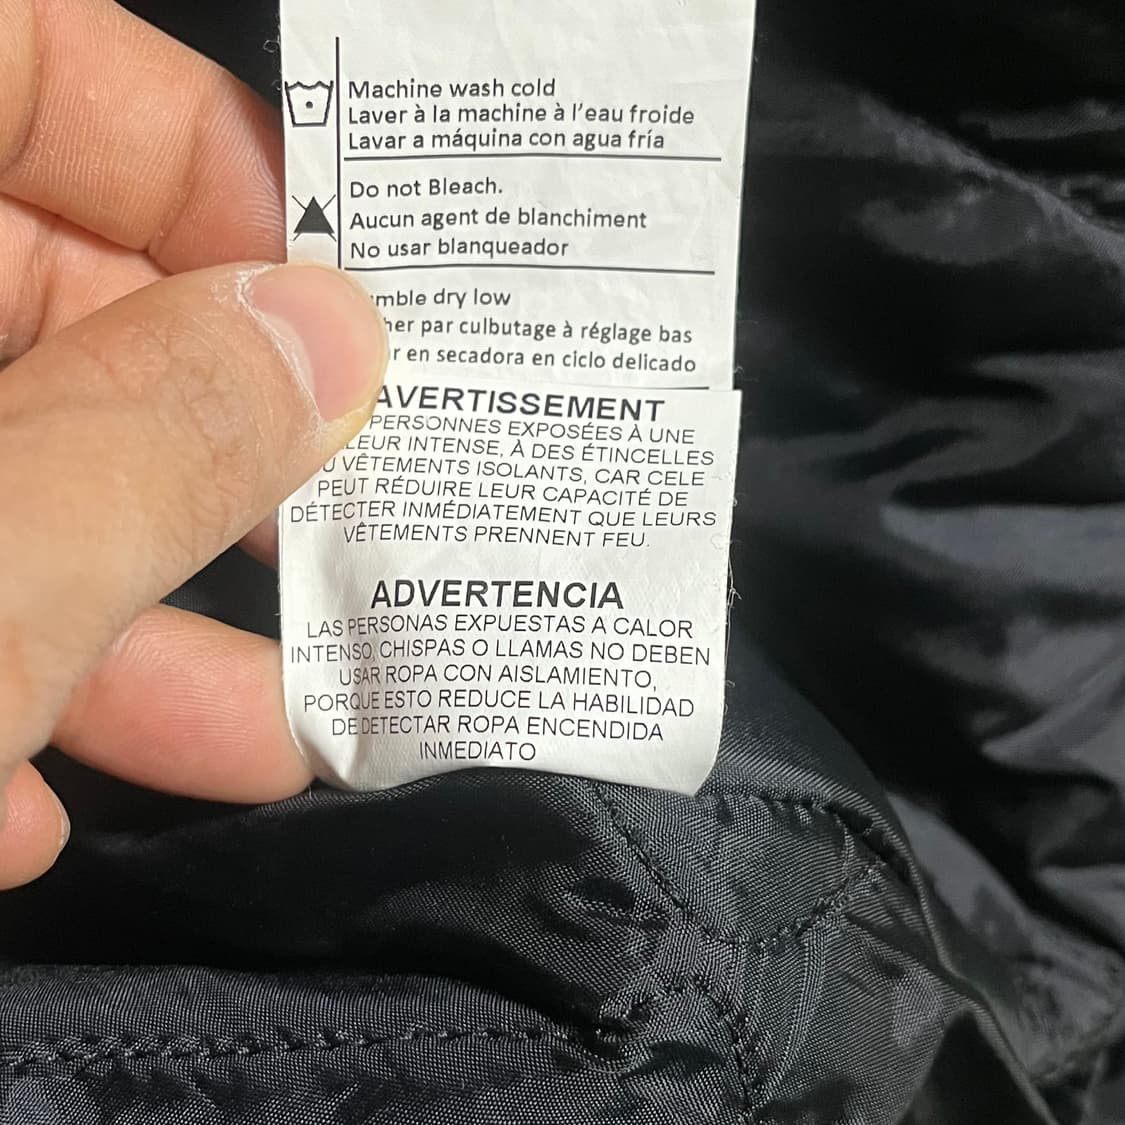 Machine wash cold
Laver à la machine à l'eau froide
Lavar a máquina con agua fría
Do not Bleach.
Aucun agent de blanchiment
No usar blanqueador
dry low
par culbutage à réglage bas
en secadora en ciclo delicado
AVERTISSEMENT
PERSONNES EXPOSÉES À UNE
INTENSE, À DES ÉTINCELLES
VÊTEMENTS ISOLANTS, CAR CELE
PEUT RÉDUIRE LEUR CAPACITÉ DE
DÉTECTER INMÉDIATEMENT QUE LEURS
VÊTEMENTS PRENNENT FEU.
ADVERTENCIA
LAS PERSONAS EXPUESTAS A CALOR
INTENSO, CHISPAS O LLAMAS NO DEBEN
USAR ROPA CON AISLAMIENTO,
PORQUE ESTO REDUCE LA HABILIDAD
DE DETECTAR ROPA ENCENDIDA
INMEDIATO